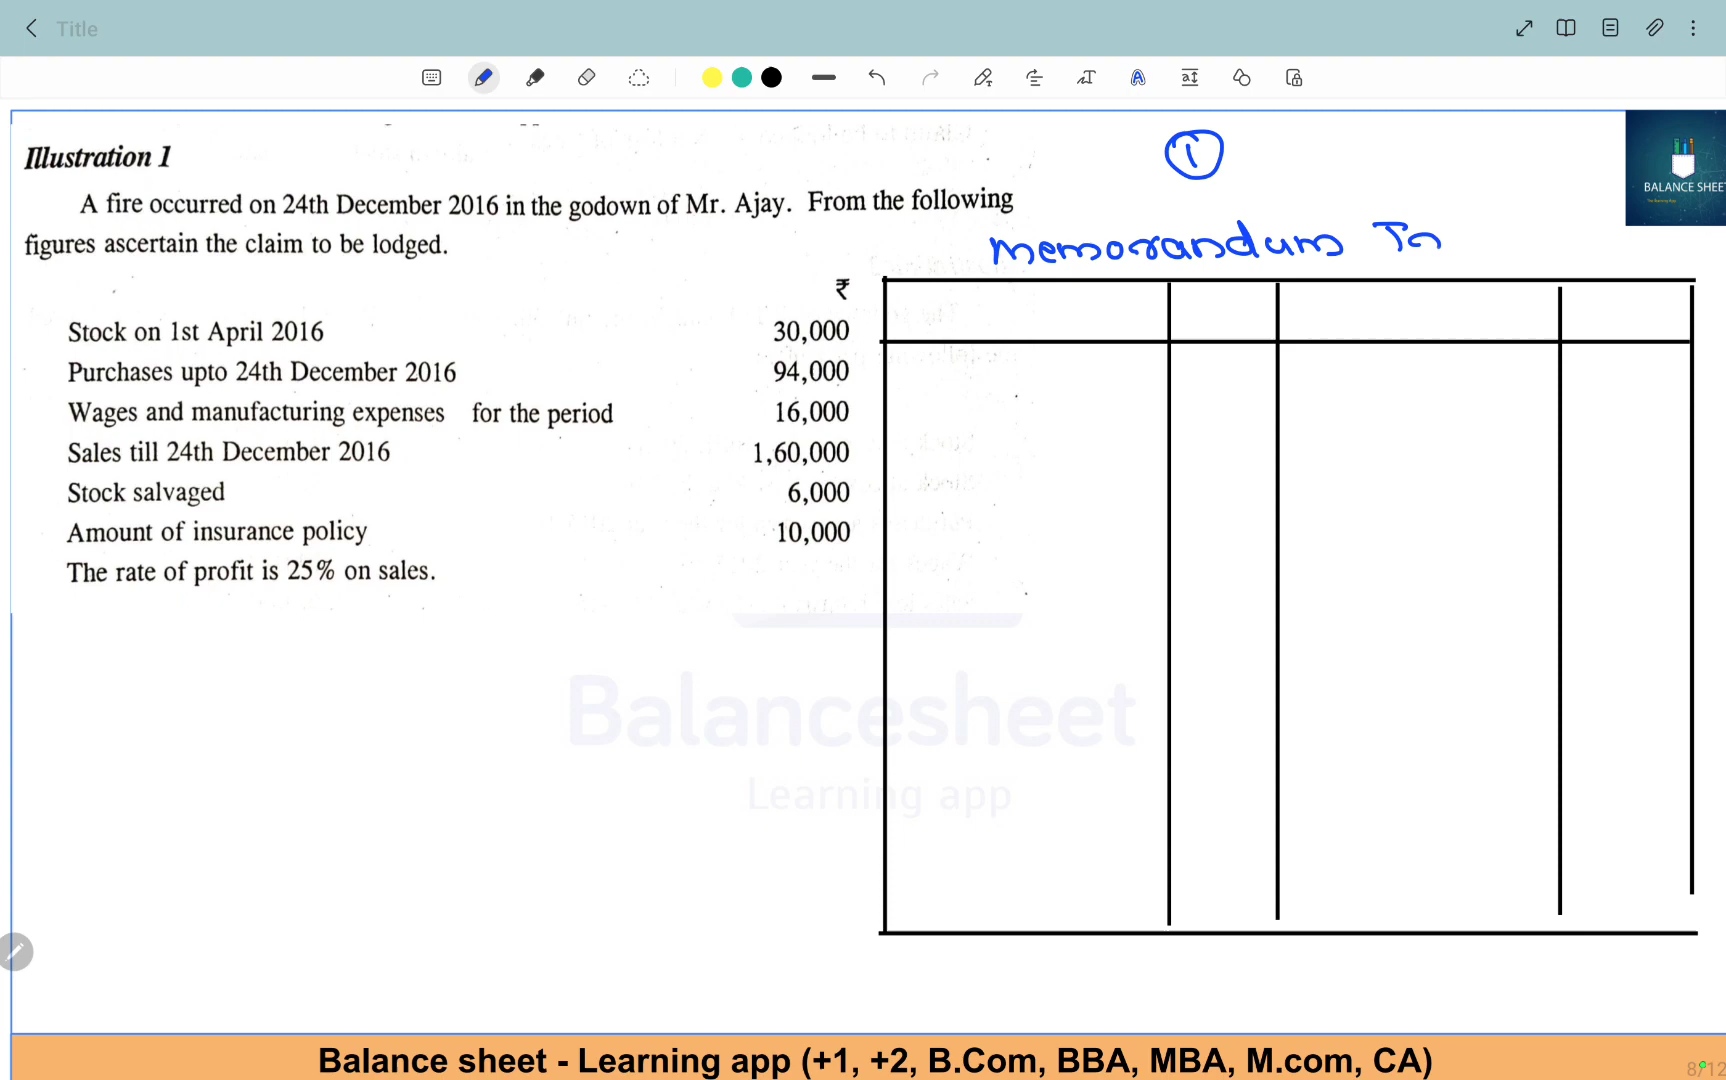 Title
Illustration 1
A fire occurred on 24th December 2016 in the godown of Mr. Ajay. From the following
figures ascertain the claim to be lodged.
₹
Stock on 1st April 2016 30,000
Purchases upto 24th December 2016 94,000
Wages and manufacturing expenses for the period 16,000
Sales till 24th December 2016 1,60,000
Stock salvaged 6,000
Amount of insurance policy 10,000
The rate of profit is 25% on sales.
1
BALANCE SHEET
memorandum
Balancesheet
Learning app
Balance sheet - Learning app (+1, +2, B.Com, BBA, MBA, M.com, CA)